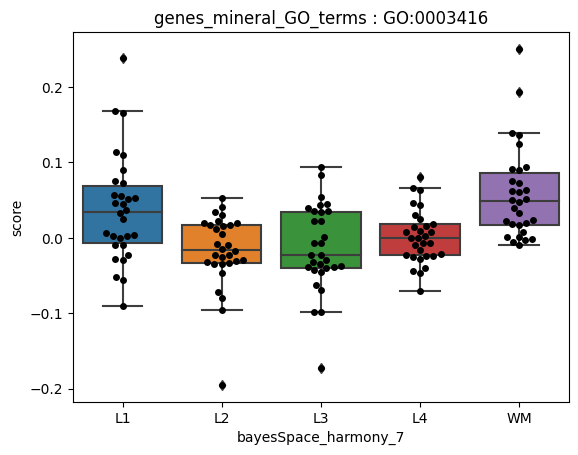 genes_mineral_GO_terms : GO:0003416
score
0.2
0.1
0.0
−0.1
−0.2
L1 L2 L3 L4 WM
bayesSpace_harmony_7